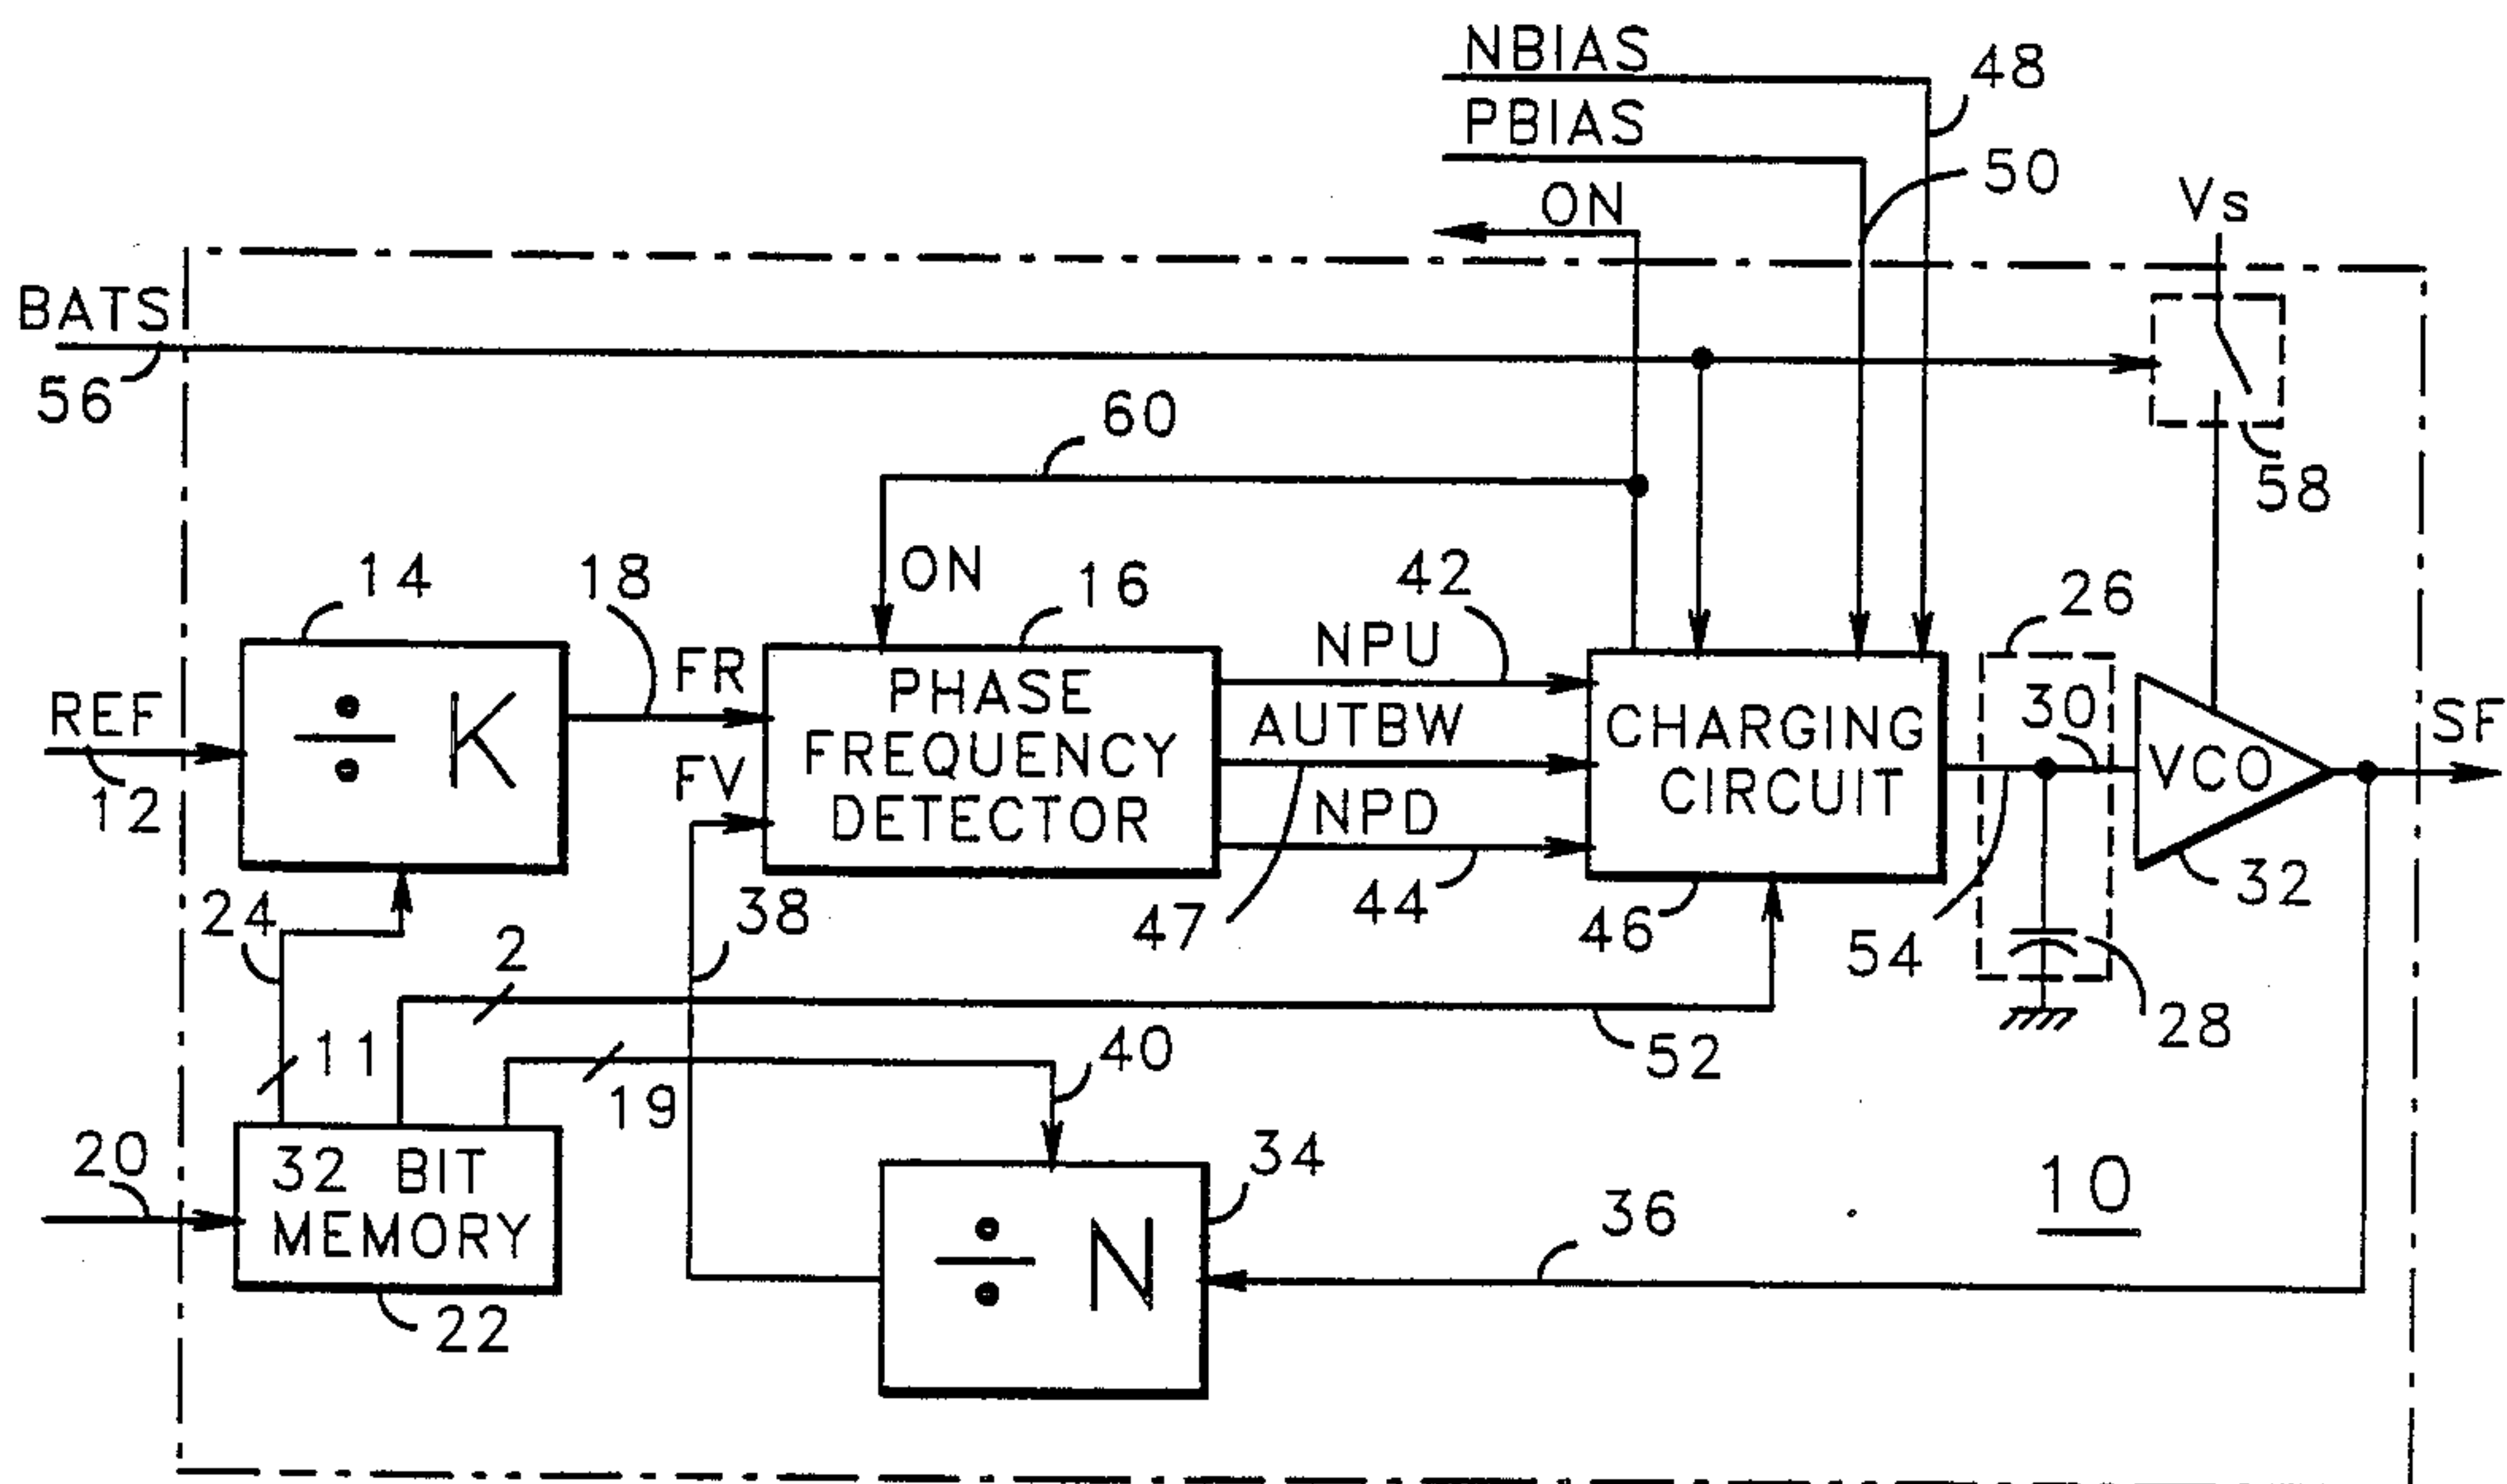 NBIAS
48
PBIAS
50
ON
Vs
BATS
56
60
58
14
18
ON
16
42
26
REF
12
÷ K
FR
FV
PHASE
FREQUENCY
DETECTOR
NPU
AUTBW
NPD
CHARGING
CIRCUIT
30
VCO
SF
32
24
38
47
44
46
54
28
2
11
40
52
19
20
32 BIT
MEMORY
22
34
÷ N
36
10